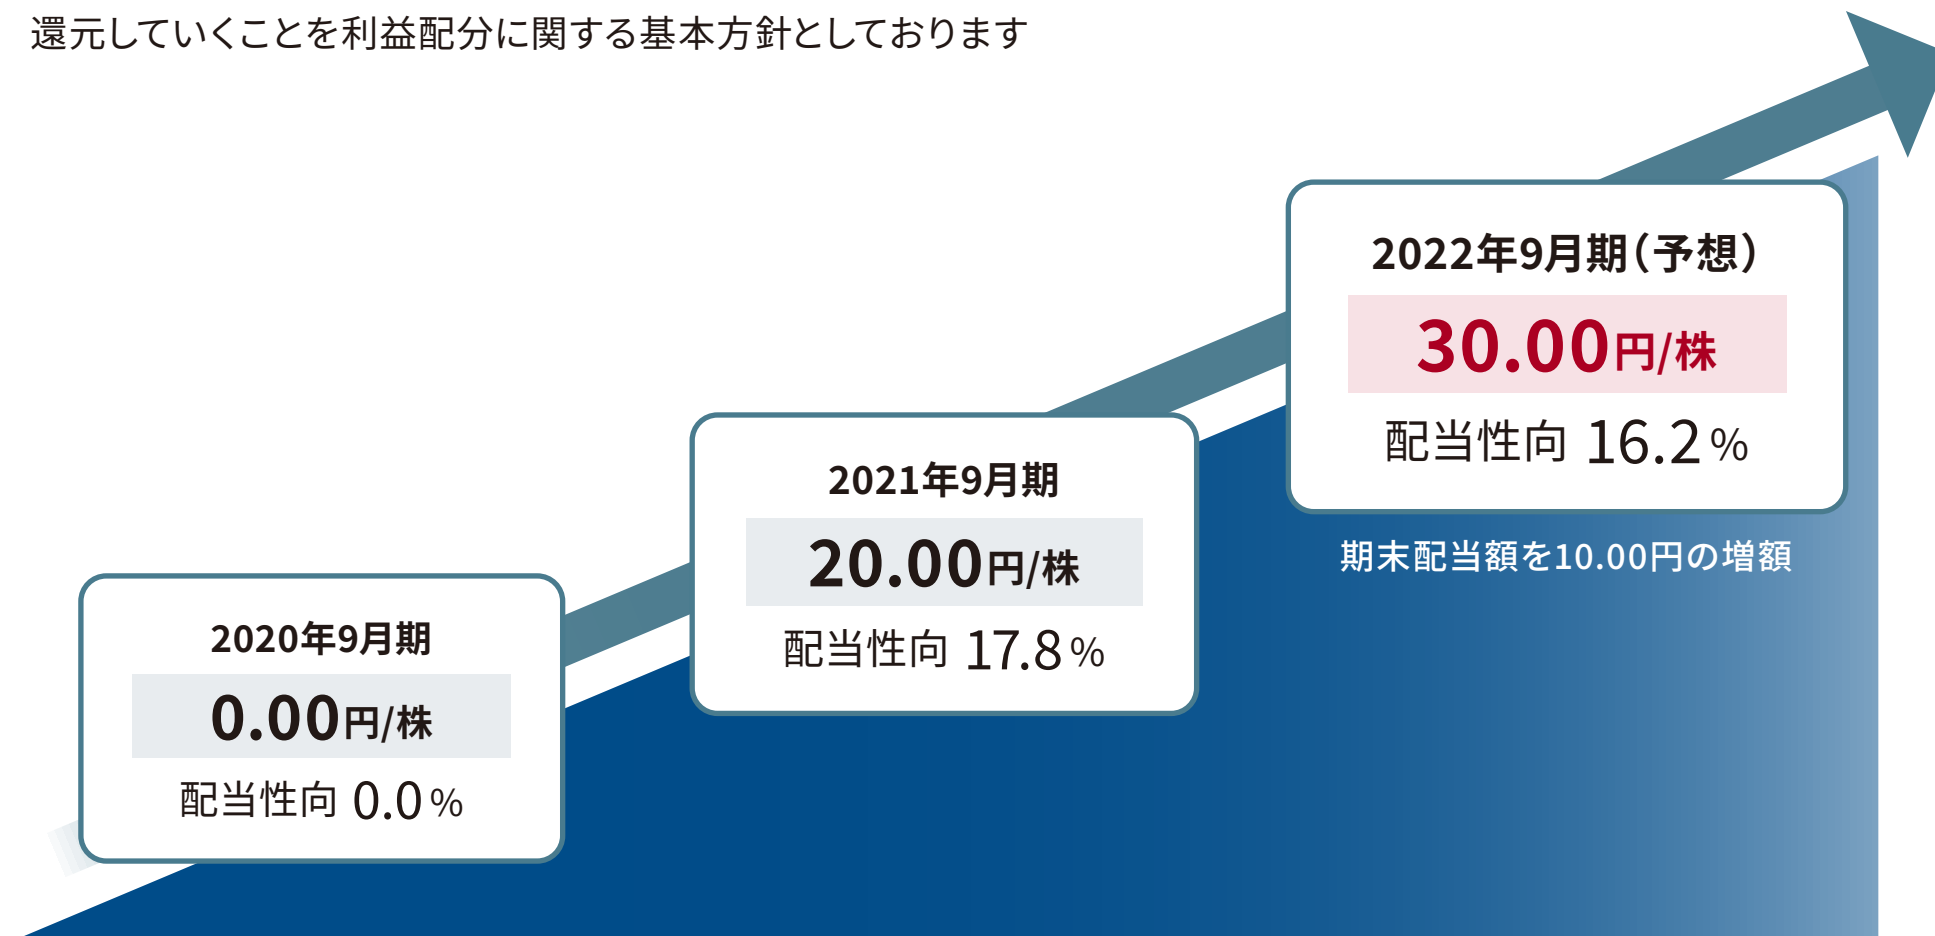 還元していくことを利益配分に関する基本方針としております
2022年9月期（予想）
30.00円/株
配当性向 16.2%
期末配当額を10.00円の増額
2021年9月期
20.00円/株
配当性向 17.8%
2020年9月期
0.00円/株
配当性向 0.0%